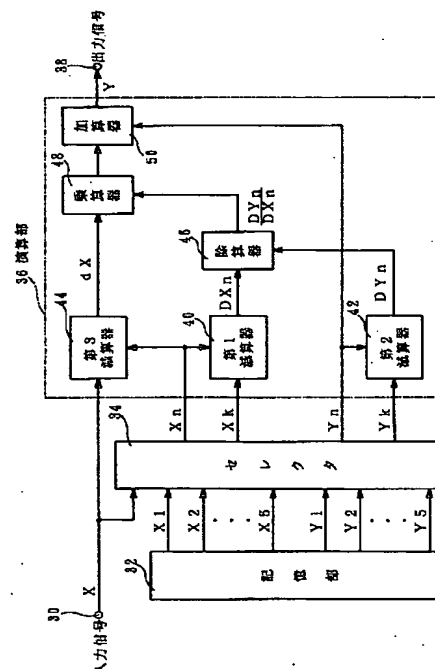 30
入力信号
X
32
記憶部
X1
X2
X5
Y1
Y2
Y5
34
セレクタ
Xn
Xk
Yn
Yk
36 演算部
44
第3
減算器
dX
40
第1
減算器
DXn
42
第2
減算器
DYn
46
除算器
DYn
DXn
48
乗算器
50
加算器
Y
38
出力信号